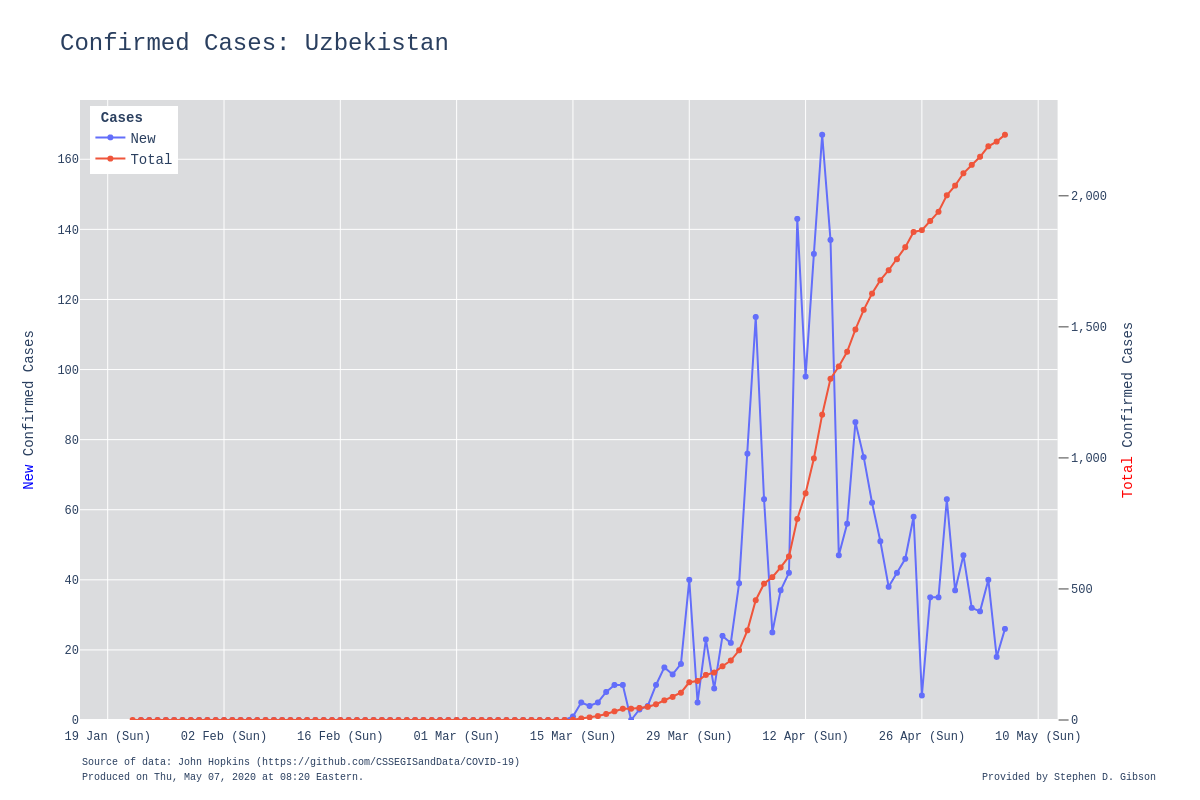 Confirmed Cases: Uzbekistan
Cases
New
Total
160
140
120
100
80
60
40
20
0
New Confirmed Cases
2,000
1,500
1,000
500
0
Total Confirmed Cases
19 Jan (Sun)
02 Feb (Sun)
16 Feb (Sun)
01 Mar (Sun)
15 Mar (Sun)
29 Mar (Sun)
12 Apr (Sun)
26 Apr (Sun)
10 May (Sun)
Source of data: John Hopkins (https://github.com/CSSEGISandData/COVID-19)
Produced on Thu, May 07, 2020 at 08:20 Eastern.
Provided by Stephen D. Gibson